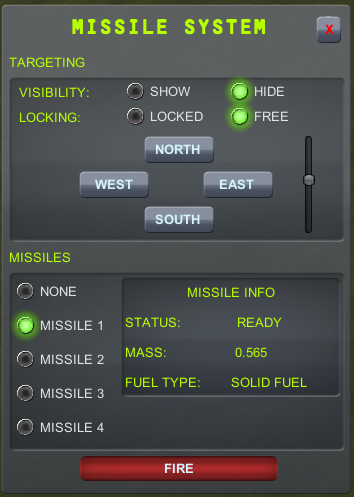 MISSILE SYSTEM
X
TARGETING
VISIBILITY: SHOW HIDE
LOCKING: LOCKED FREE
NORTH
WEST EAST
SOUTH
MISSILES
NONE
MISSILE 1
MISSILE 2
MISSILE 3
MISSILE 4
MISSILE INFO
STATUS: READY
MASS: 0.565
FUEL TYPE: SOLID FUEL
FIRE